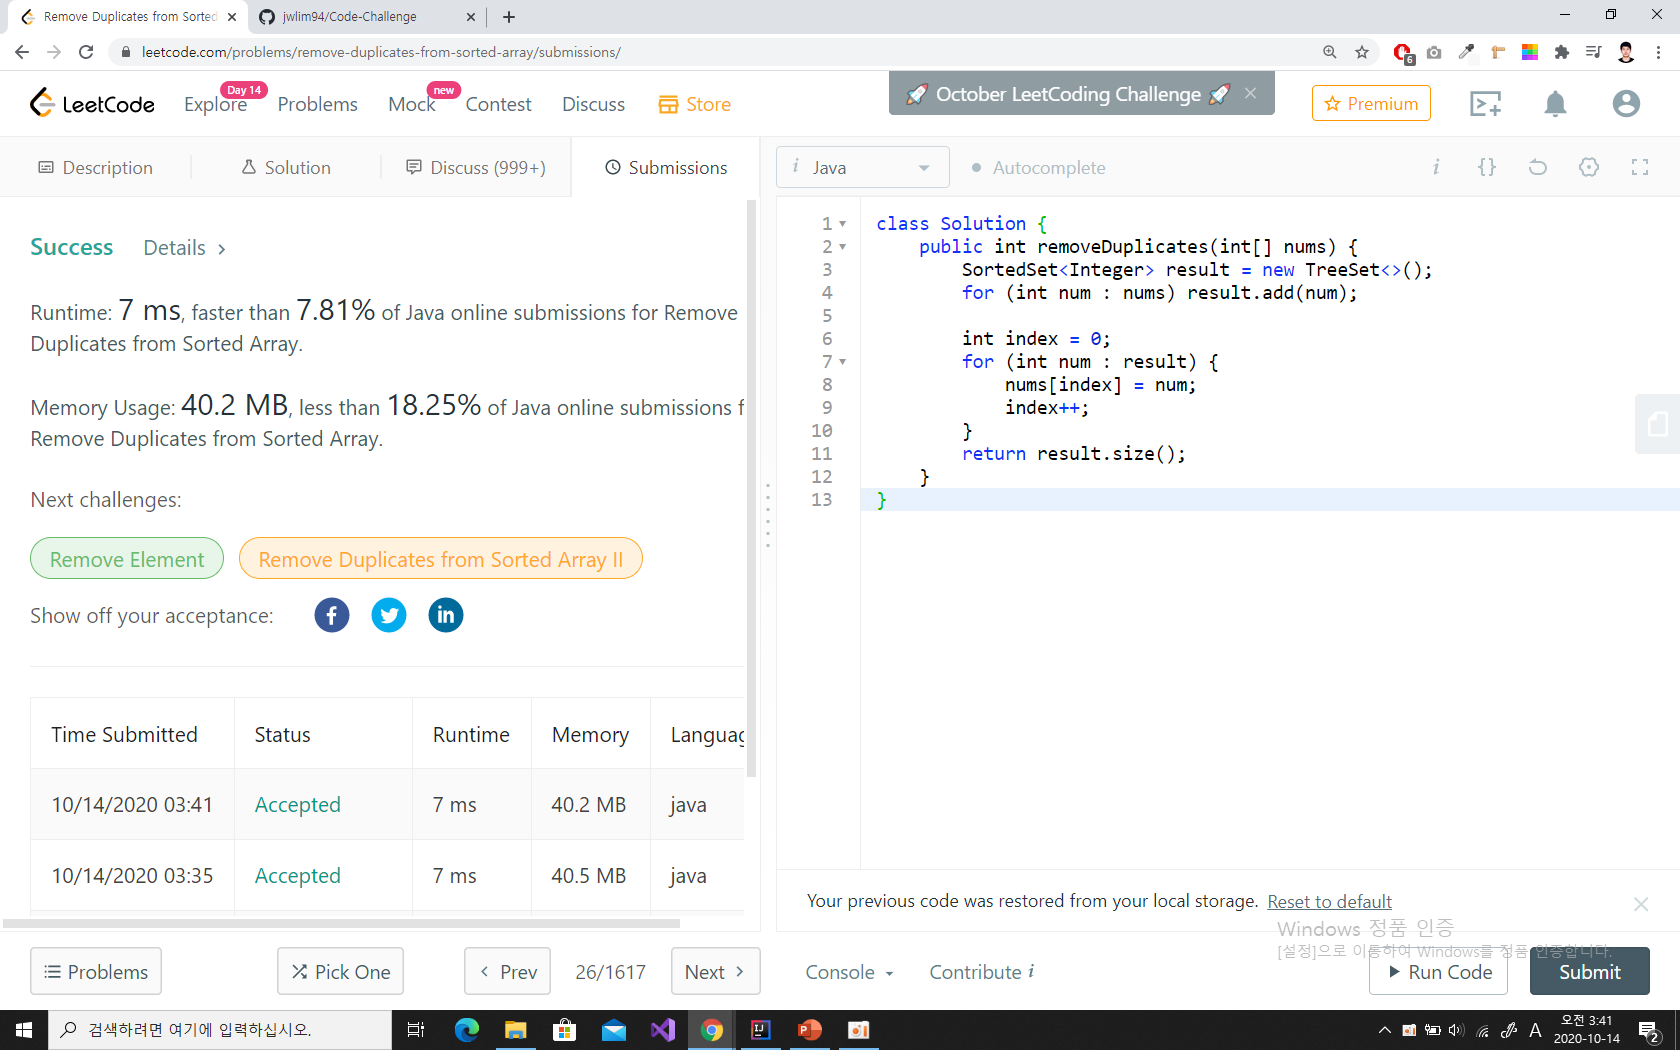 Remove Duplicates from Sorted
jwlim94/Code-Challenge
leetcode.com/problems/remove-duplicates-from-sorted-array/submissions/
6
LeetCode
Explore
Day 14
Problems
Mock
new
Contest
Discuss
Store
🚀 October LeetCoding Challenge 🚀
Premium
Description
Solution
Discuss (999+)
Submissions
i Java
Autocomplete
i {}
Success Details
Runtime: 7 ms, faster than 7.81% of Java online submissions for Remove
Duplicates from Sorted Array.
Memory Usage: 40.2 MB, less than 18.25% of Java online submissions f
Remove Duplicates from Sorted Array.
Next challenges:
Remove Element
Remove Duplicates from Sorted Array II
Show off your acceptance:
Time Submitted Status Runtime Memory Languag
10/14/2020 03:41 Accepted 7 ms 40.2 MB java
10/14/2020 03:35 Accepted 7 ms 40.5 MB java
1 class Solution {
2 public int removeDuplicates(int[] nums) {
3 SortedSet<Integer> result = new TreeSet<>();
4 for (int num : nums) result.add(num);
5
6 int index = 0;
7 for (int num : result) {
8 nums[index] = num;
9 index++;
10 }
11 return result.size();
12 }
13 }
Your previous code was restored from your local storage. Reset to default
Windows 정품 인증
[설정]으로 이동하여 Windows를 정품 인증합니다.
Problems
Pick One
Prev
26/1617
Next
Console
Contribute i
Run Code
Submit
검색하려면 여기에 입력하십시오.
A
오전 3:41
2020-10-14
2